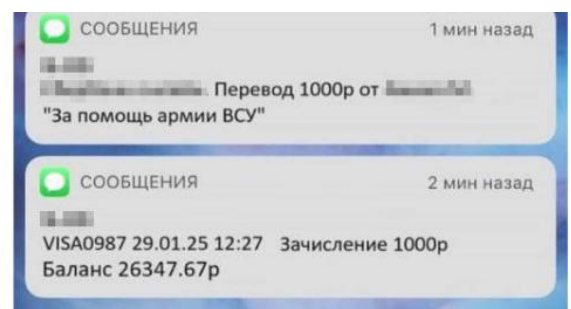 СООБЩЕНИЯ 1 мин назад
. Перевод 1000р от
"За помощь армии ВСУ"
СООБЩЕНИЯ 2 мин назад
VISA0987 29.01.25 12:27 Зачисление 1000р
Баланс 26347.67р